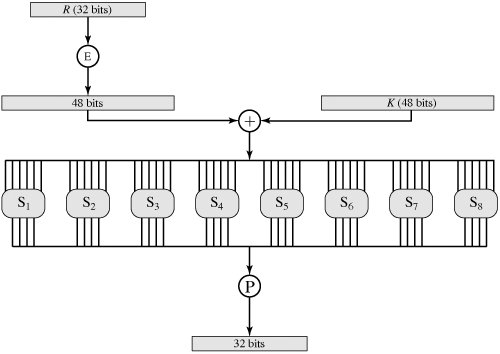 R (32 bits)
E
48 bits
K (48 bits)
+
S1 S2 S3 S4 S5 S6 S7 S8
P
32 bits